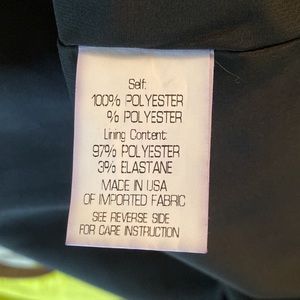 Self:
100% POLYESTER
% POLYESTER
Lining Content:
97% POLYESTER
3% ELASTANE
MADE IN USA
OF IMPORTED FABRIC
SEE REVERSE SIDE
FOR CARE INSTRUCTION